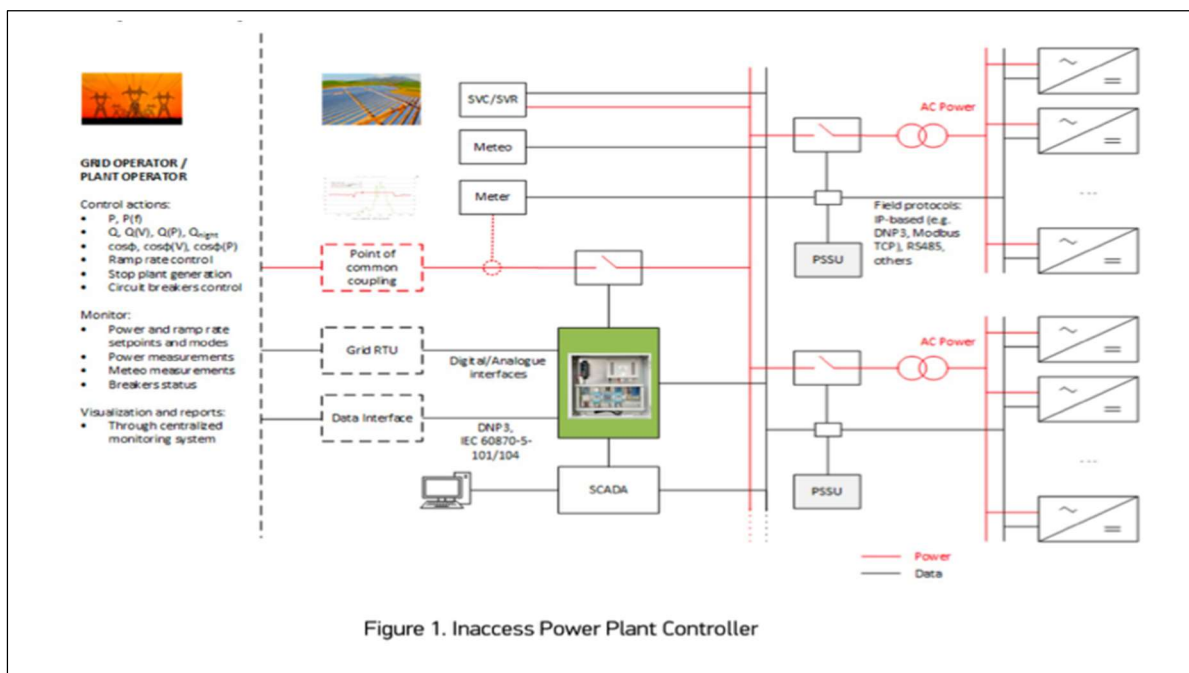 GRID OPERATOR /
PLANT OPERATOR
Control actions:
• P, P(f)
• Q, Q(V), Q(P), Qnight
• cosϕ, cosϕ(V), cosϕ(P)
• Ramp rate control
• Stop plant generation
• Circuit breakers control
Monitor:
• Power and ramp rate
setpoints and modes
• Power measurements
• Meteo measurements
• Breakers status
Visualization and reports:
• Through centralized
monitoring system
SVC/SVR
Meteo
Meter
Point of
common
coupling
Grid RTU
Data Interface
Digital/Analogue
interfaces
DNP3,
IEC 60870-5-
101/104
SCADA
AC Power
Field protocols:
IP-based (e.g.
DNP3, Modbus
TCP), RS485,
others
PSSU
AC Power
PSSU
Power
Data
Figure 1. Inaccess Power Plant Controller